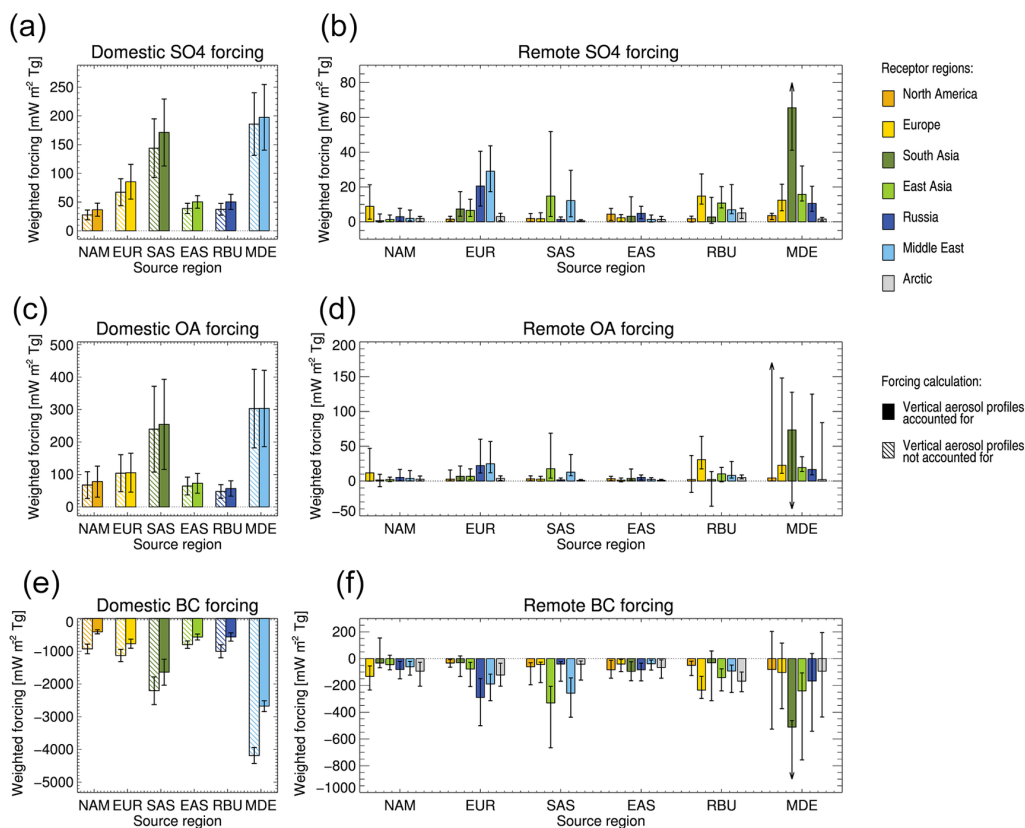 (a)
Domestic SO4 forcing
Weighted forcing [mW m² Tg]
250
200
150
100
50
0
NAM EUR SAS EAS RBU MDE
Source region
(b)
Remote SO4 forcing
Weighted forcing [mW m² Tg]
80
60
40
20
0
NAM EUR SAS EAS RBU MDE
Source region
Receptor regions:
North America
Europe
South Asia
East Asia
Russia
Middle East
Arctic
(c)
Domestic OA forcing
Weighted forcing [mW m² Tg]
500
400
300
200
100
0
NAM EUR SAS EAS RBU MDE
Source region
(d)
Remote OA forcing
Weighted forcing [mW m² Tg]
200
150
100
50
0
−50
NAM EUR SAS EAS RBU MDE
Source region
Forcing calculation:
Vertical aerosol profiles
accounted for
Vertical aerosol profiles
not accounted for
(e)
Domestic BC forcing
Weighted forcing [mW m² Tg]
0
−1000
−2000
−3000
−4000
−5000
NAM EUR SAS EAS RBU MDE
Source region
(f)
Remote BC forcing
Weighted forcing [mW m² Tg]
200
0
−200
−400
−600
−800
−1000
NAM EUR SAS EAS RBU MDE
Source region